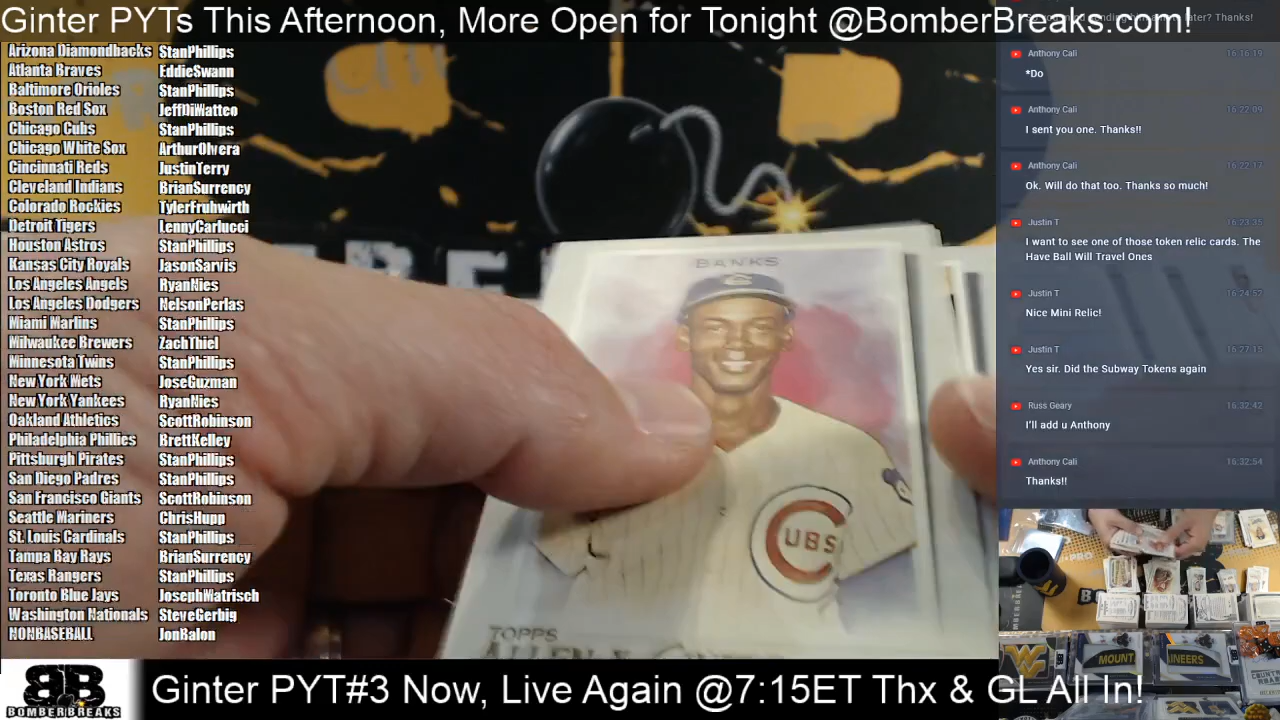 Ginter PYTs This Afternoon, More Open for Tonight @BomberBreaks.com!
Arizona Diamondbacks StanPhillips
Atlanta Braves EddieSwann
Baltimore Orioles StanPhillips
Boston Red Sox JeffDiMatteo
Chicago Cubs StanPhillips
Chicago White Sox ArthurOlvera
Cincinnati Reds JustinTerry
Cleveland Indians BrianSurrency
Colorado Rockies TylerFruhwirth
Detroit Tigers LennyCarlucci
Houston Astros StanPhillips
Kansas City Royals JasonSarvis
Los Angeles Angels RyanNies
Los Angeles Dodgers NelsonPerlas
Miami Marlins StanPhillips
Milwaukee Brewers ZachThiel
Minnesota Twins StanPhillips
New York Mets JoseGuzman
New York Yankees RyanNies
Oakland Athletics ScottRobinson
Philadelphia Phillies BrettKelley
Pittsburgh Pirates StanPhillips
San Diego Padres StanPhillips
San Francisco Giants ScottRobinson
Seattle Mariners ChrisHupp
St. Louis Cardinals StanPhillips
Tampa Bay Rays BrianSurrency
Texas Rangers StanPhillips
Toronto Blue Jays JosephWatrisch
Washington Nationals SteveGerbig
NONBASEBALL JonBalon
BANKS
CUBS
TOPPS
later? Thanks!
Anthony Cali 16:16:19
*Do
Anthony Cali 16:22:09
I sent you one. Thanks!!
Anthony Cali 16:22:17
Ok. Will do that too. Thanks so much!
Justin T 16:23:35
I want to see one of those token relic cards. The
Have Ball Will Travel Ones
Justin T 16:24:57
Nice Mini Relic!
Justin T 16:27:15
Yes sir. Did the Subway Tokens again
Russ Geary 16:32:42
I'll add u Anthony
Anthony Cali 16:32:54
Thanks!!
MOUNT
AINEERS
BB
BOMBERBREAKS
Ginter PYT#3 Now, Live Again @7:15ET Thx & GL All In!